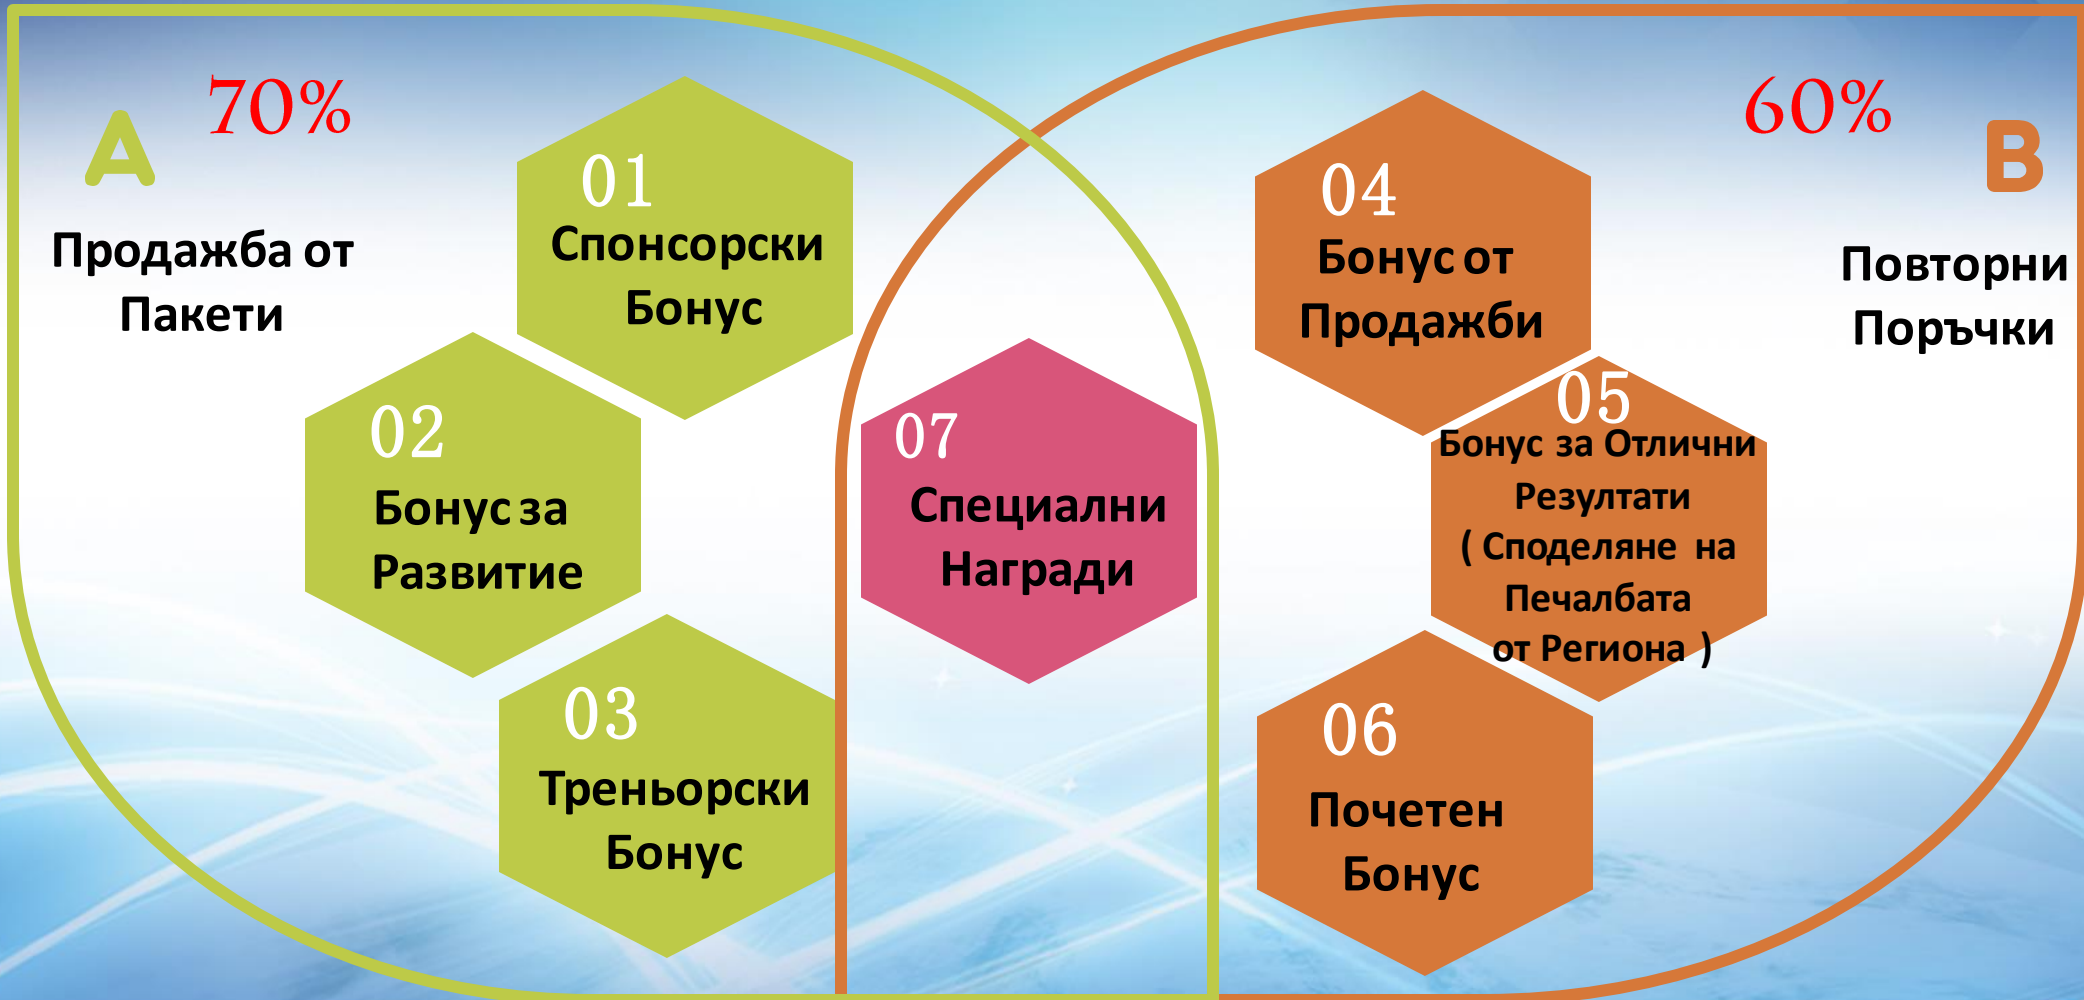 A
70%
Продажба от
Пакети
01
Спонсорски
Бонус
02
Бонус за
Развитие
03
Треньорски
Бонус
07
Специални
Награди
04
Бонус от
Продажби
05
Бонус за Отлични
Резултати
( Споделяне на
Печалбата
от Региона )
06
Почетен
Бонус
60%
B
Повторни
Поръчки